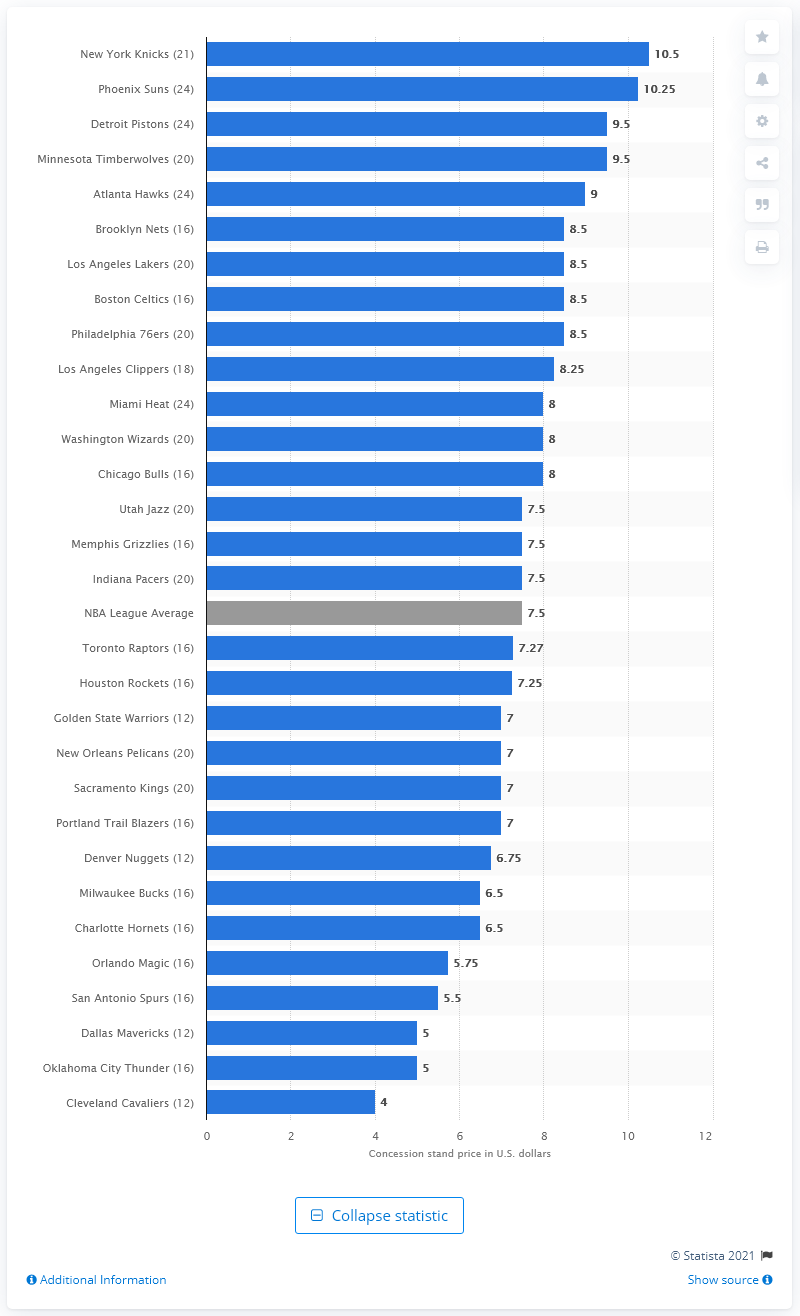 New York Knicks (21) 10.5
Phoenix Suns (24) 10.25
Detroit Pistons (24) 9.5
Minnesota Timberwolves (20) 9.5
Atlanta Hawks (24) 9
Brooklyn Nets (16) 8.5
Los Angeles Lakers (20) 8.5
Boston Celtics (16) 8.5
Philadelphia 76ers (20) 8.5
Los Angeles Clippers (18) 8.25
Miami Heat (24) 8
Washington Wizards (20) 8
Chicago Bulls (16) 8
Utah Jazz (20) 7.5
Memphis Grizzlies (16) 7.5
Indiana Pacers (20) 7.5
NBA League Average 7.5
Toronto Raptors (16) 7.27
Houston Rockets (16) 7.25
Golden State Warriors (12) 7
New Orleans Pelicans (20) 7
Sacramento Kings (20) 7
Portland Trail Blazers (16) 7
Denver Nuggets (12) 6.75
Milwaukee Bucks (16) 6.5
Charlotte Hornets (16) 6.5
Orlando Magic (16) 5.75
San Antonio Spurs (16) 5.5
Dallas Mavericks (12) 5
Oklahoma City Thunder (16) 5
Cleveland Cavaliers (12) 4
0 2 4 6 8 10 12
Concession stand price in U.S. dollars
Collapse statistic
© Statista 2021
Additional Information Show source